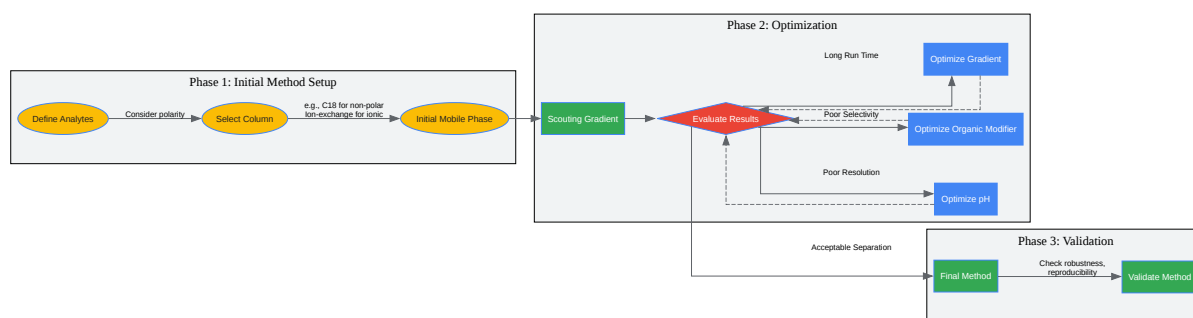 Phase 1: Initial Method Setup
Define Analytes
Consider polarity
Select Column
e.g., C18 for non-polar
Ion-exchange for ionic
Initial Mobile Phase
Phase 2: Optimization
Scouting Gradient
Evaluate Results
Long Run Time
Optimize Gradient
Poor Selectivity
Optimize Organic Modifier
Poor Resolution
Optimize pH
Acceptable Separation
Phase 3: Validation
Final Method
Check robustness,
reproducibility
Validate Method